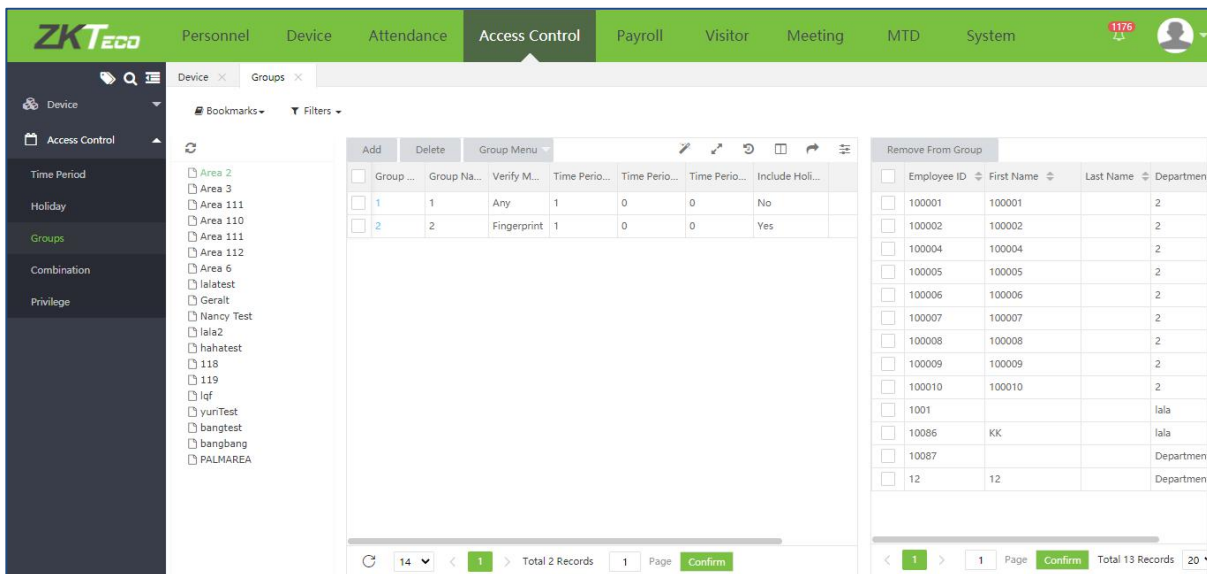 ZKTECO Personnel Device Attendance Access Control Payroll Visitor Meeting MTD System 1176
Device Groups
Device
Bookmarks Filters
Access Control
Add Delete Group Menu Remove From Group
Time Period
Holiday
Groups
Combination
Privilege
Area 2
Area 3
Area 111
Area 110
Area 111
Area 112
Area 6
lalatest
Geralt
Nancy Test
lala2
hahatest
118
119
lqf
yuriTest
bangtest
bangbang
PALMAREA
Group ... Group Na... Verify M... Time Perio... Time Perio... Time Perio... Include Holi...
1 1 Any 1 0 0 No
2 2 Fingerprint 1 0 0 Yes
14 < 1 > Total 2 Records 1 Page Confirm
Employee ID First Name Last Name Departmen
100001 100001 2
100002 100002 2
100004 100004 2
100005 100005 2
100006 100006 2
100007 100007 2
100008 100008 2
100009 100009 2
100010 100010 2
1001 lala
10086 KK lala
10087 Departmen
12 12 Departmen
< 1 > 1 Page Confirm Total 13 Records 20